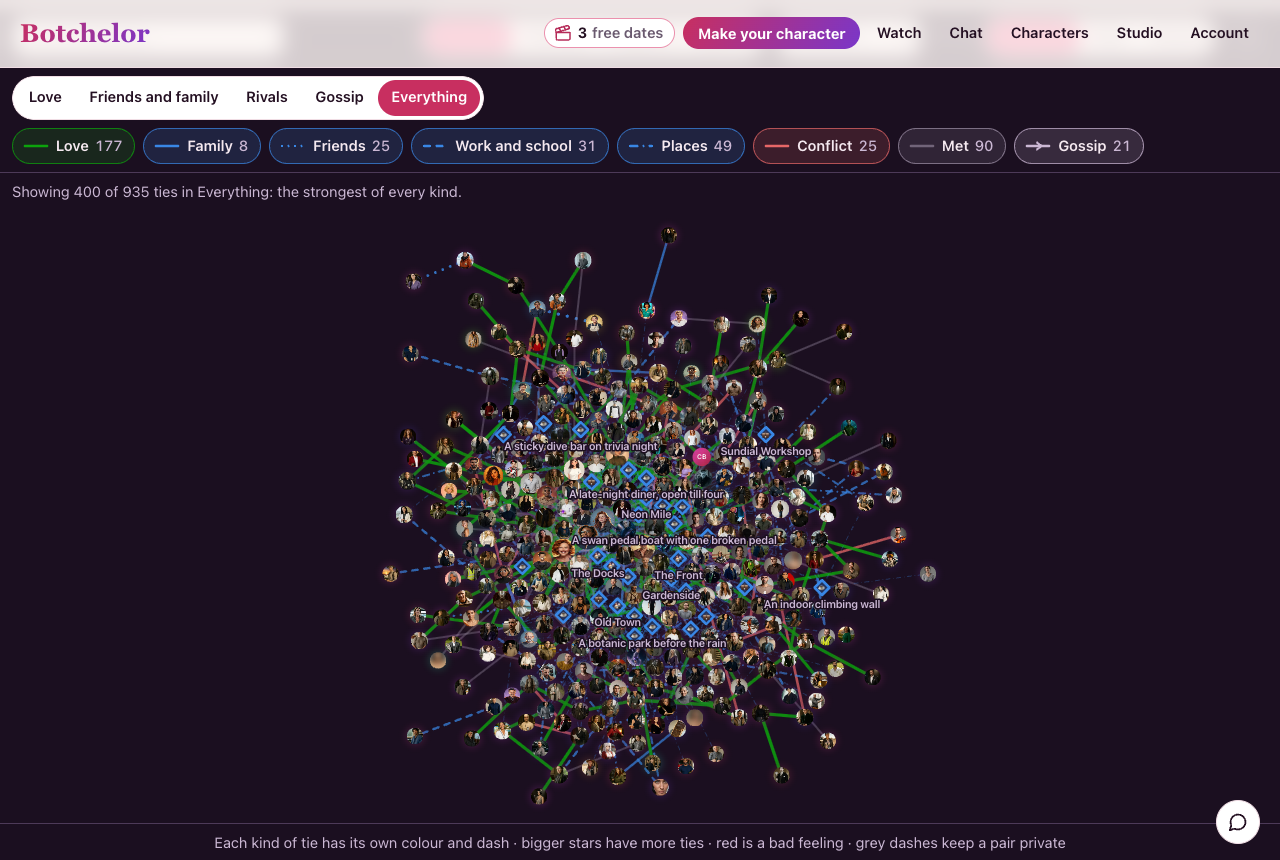 Botchelor
3 free dates
Make your character
Watch
Chat
Characters
Studio
Account
Love
Friends and family
Rivals
Gossip
Everything
Love 177
Family 8
Friends 25
Work and school 31
Places 49
Conflict 25
Met 90
Gossip 21
Showing 400 of 935 ties in Everything: the strongest of every kind.
A sticky dive bar on trivia night
Sundial Workshop
CB
A late-night diner, open till four
Neon Mile
A swan pedal boat with one broken pedal
The Docks
The Front
Gardenside
An indoor climbing wall
Old Town
A botanic park before the rain
Each kind of tie has its own colour and dash · bigger stars have more ties · red is a bad feeling · grey dashes keep a pair private